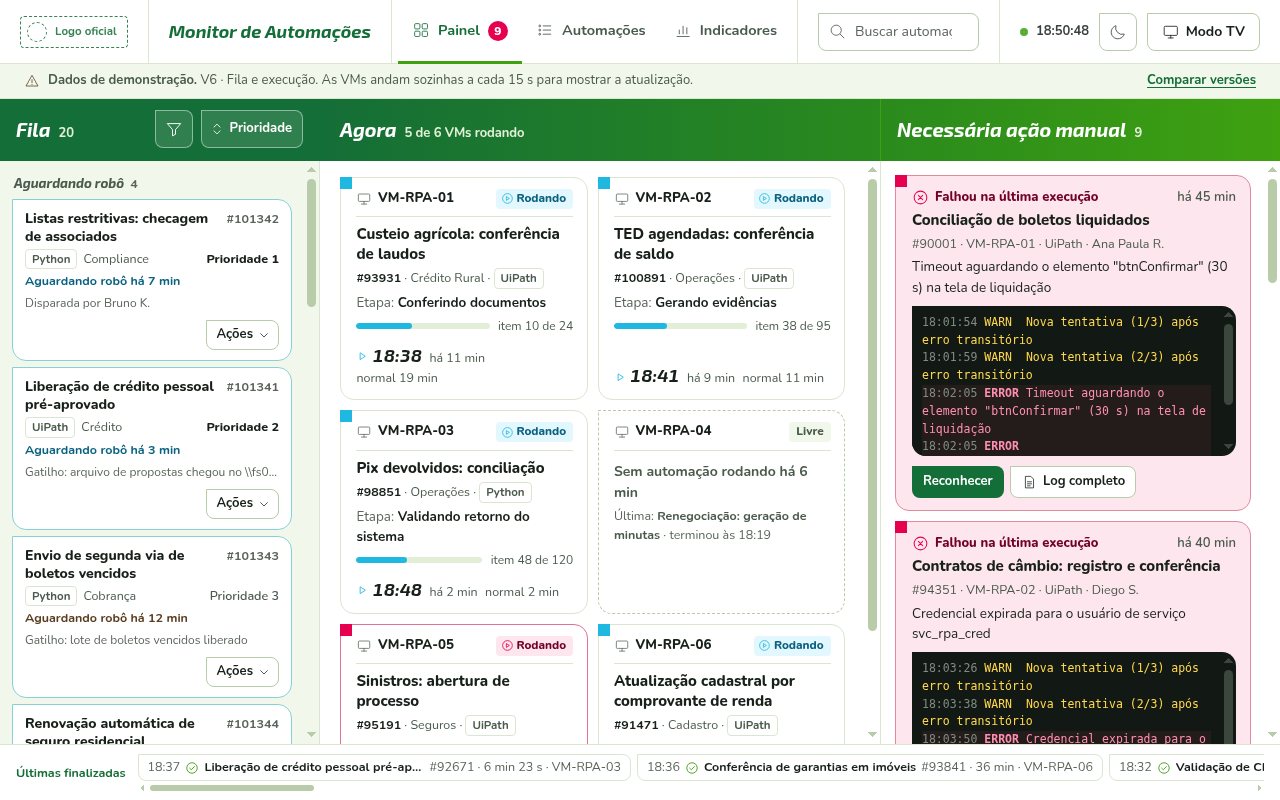 Logo oficial
Monitor de Automações
Painel 9
Automações
Indicadores
Buscar automaç
18:50:48
Modo TV
Dados de demonstração. V6 · Fila e execução. As VMs andam sozinhas a cada 15 s para mostrar a atualização.
Comparar versões
Fila 20
Prioridade
Agora 5 de 6 VMs rodando
Necessária ação manual 9
Aguardando robô 4
Listas restritivas: checagem #101342
de associados
Python Compliance Prioridade 1
Aguardando robô há 7 min
Disparada por Bruno K.
Ações
Liberação de crédito pessoal #101341
pré-aprovado
UiPath Crédito Prioridade 2
Aguardando robô há 3 min
Gatilho: arquivo de propostas chegou no \\fs0...
Ações
Envio de segunda via de #101343
boletos vencidos
Python Cobrança Prioridade 3
Aguardando robô há 12 min
Gatilho: lote de boletos vencidos liberado
Ações
Renovação automática de #101344
seguro residencial
VM-RPA-01 Rodando
Custeio agrícola: conferência
de laudos
#93931 · Crédito Rural · UiPath
Etapa: Conferindo documentos
item 10 de 24
18:38 há 11 min
normal 19 min
VM-RPA-02 Rodando
TED agendadas: conferência
de saldo
#100891 · Operações · UiPath
Etapa: Gerando evidências
item 38 de 95
18:41 há 9 min normal 11 min
VM-RPA-03 Rodando
Pix devolvidos: conciliação
#98851 · Operações · Python
Etapa: Validando retorno do
sistema
item 48 de 120
18:48 há 2 min normal 2 min
VM-RPA-04 Livre
Sem automação rodando há 6
min
Última: Renegociação: geração de
minutas · terminou às 18:19
VM-RPA-05 Rodando
Sinistros: abertura de
processo
#95191 · Seguros · UiPath
VM-RPA-06 Rodando
Atualização cadastral por
comprovante de renda
#91471 · Cadastro · UiPath
Falhou na última execução há 45 min
Conciliação de boletos liquidados
#90001 · VM-RPA-01 · UiPath · Ana Paula R.
Timeout aguardando o elemento "btnConfirmar" (30
s) na tela de liquidação
18:01:54 WARN Nova tentativa (1/3) após
erro transitório
18:01:59 WARN Nova tentativa (2/3) após
erro transitório
18:02:05 ERROR Timeout aguardando o
elemento "btnConfirmar" (30 s) na tela de
liquidação
18:02:05 ERROR
Reconhecer
Log completo
Falhou na última execução há 40 min
Contratos de câmbio: registro e conferência
#94351 · VM-RPA-02 · UiPath · Diego S.
Credencial expirada para o usuário de serviço
svc_rpa_cred
18:03:26 WARN Nova tentativa (1/3) após
erro transitório
18:03:38 WARN Nova tentativa (2/3) após
erro transitório
18:03:50 ERROR Credencial expirada para o
Últimas finalizadas
18:37 Liberação de crédito pessoal pré-ap... #92671 · 6 min 23 s · VM-RPA-03
18:36 Conferência de garantias em imóveis #93841 · 36 min · VM-RPA-06
18:32 Validação de